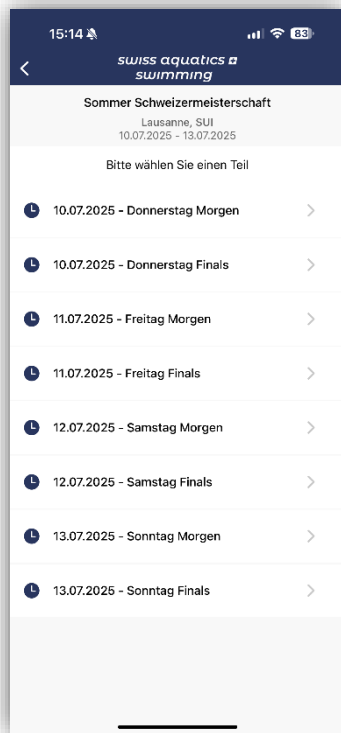 15:14
83
swiss aquatics
swimming
Sommer Schweizermeisterschaft
Lausanne, SUI
10.07.2025 - 13.07.2025
Bitte wählen Sie einen Teil
10.07.2025 - Donnerstag Morgen
10.07.2025 - Donnerstag Finals
11.07.2025 - Freitag Morgen
11.07.2025 - Freitag Finals
12.07.2025 - Samstag Morgen
12.07.2025 - Samstag Finals
13.07.2025 - Sonntag Morgen
13.07.2025 - Sonntag Finals